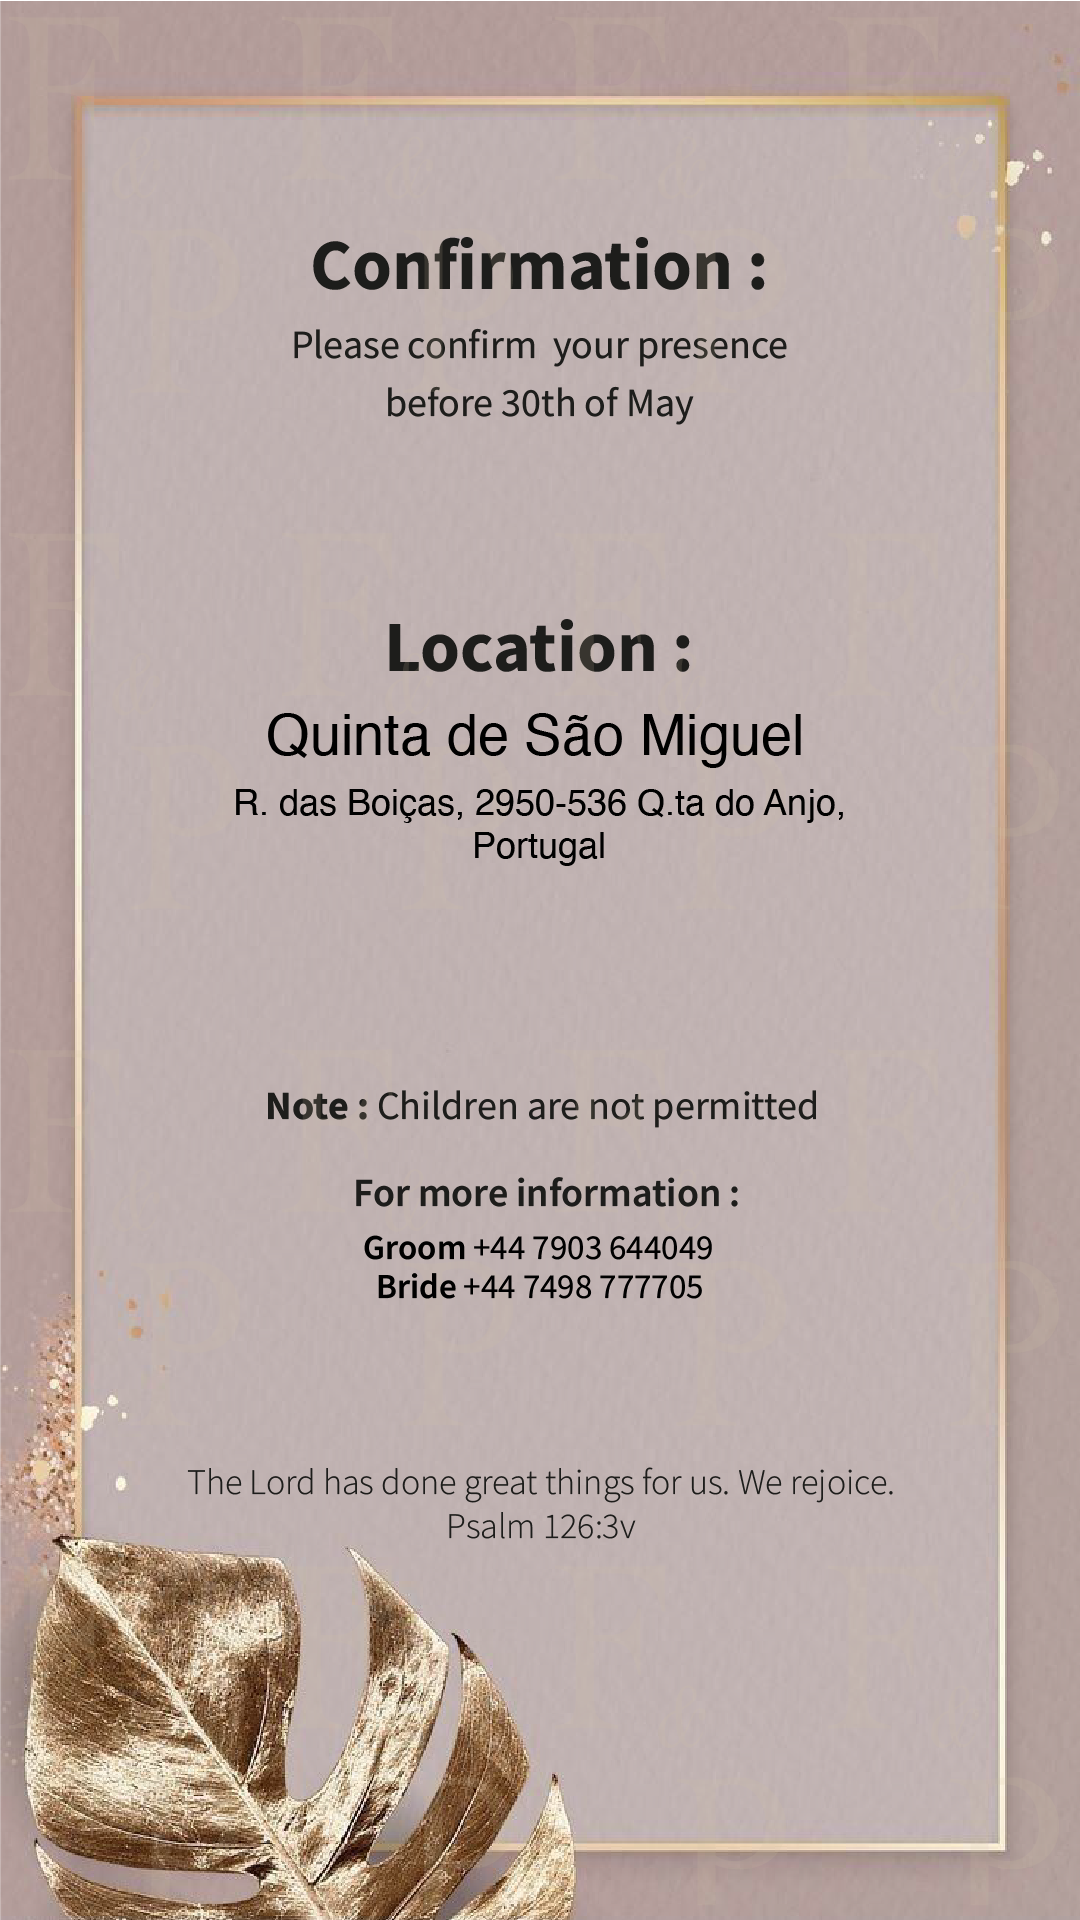 Confirmation :
Please confirm  your presence
before 30th of May
Location :
Quinta de São Miguel
R. das Boiças, 2950-536 Q.ta do Anjo,
Portugal
Note : Children are not permitted
For more information :
Groom +44 7903 644049
Bride +44 7498 777705
The Lord has done great things for us. We rejoice.
Psalm 126:3v